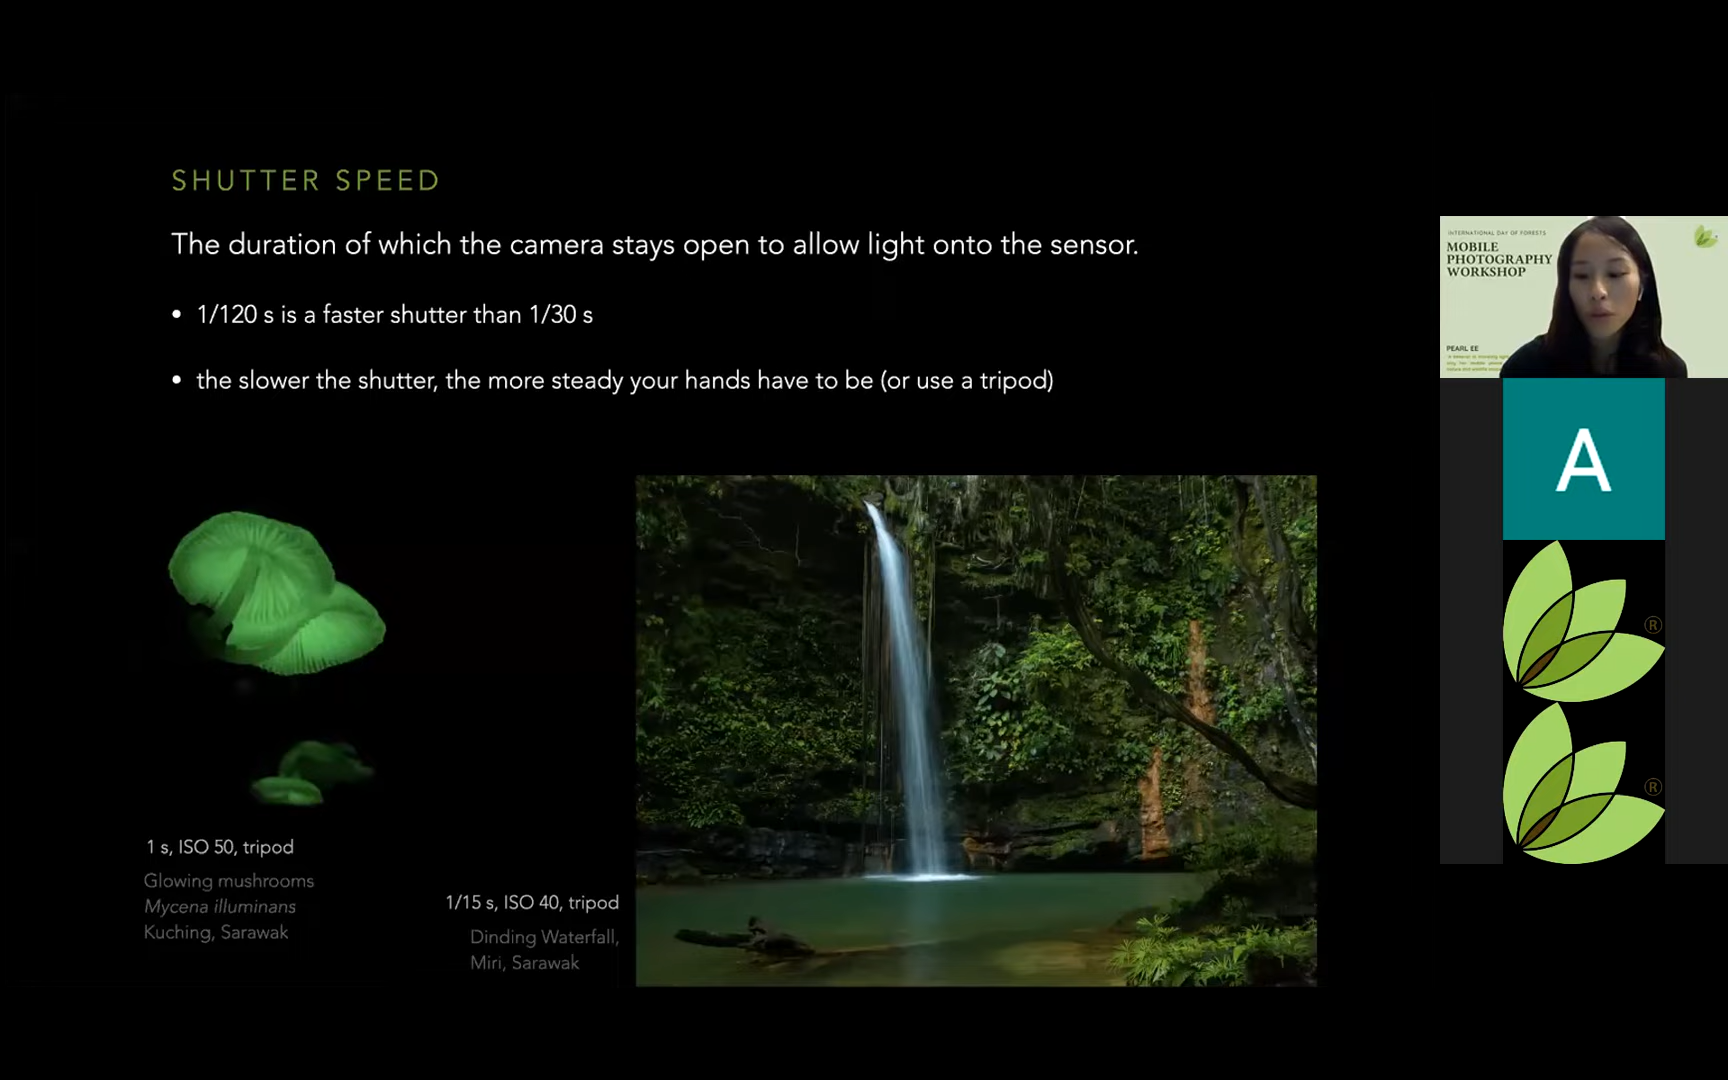 SHUTTER SPEED
The duration of which the camera stays open to allow light onto the sensor.
• 1/120 s is a faster shutter than 1/30 s
• the slower the shutter, the more steady your hands have to be (or use a tripod)
1 s, ISO 50, tripod
Glowing mushrooms
Mycena illuminans
Kuching, Sarawak
1/15 s, ISO 40, tripod
Dinding Waterfall,
Miri, Sarawak
INTERNATIONAL DAY OF FORESTS
MOBILE
PHOTOGRAPHY
WORKSHOP
PEARL EE
A
®
®